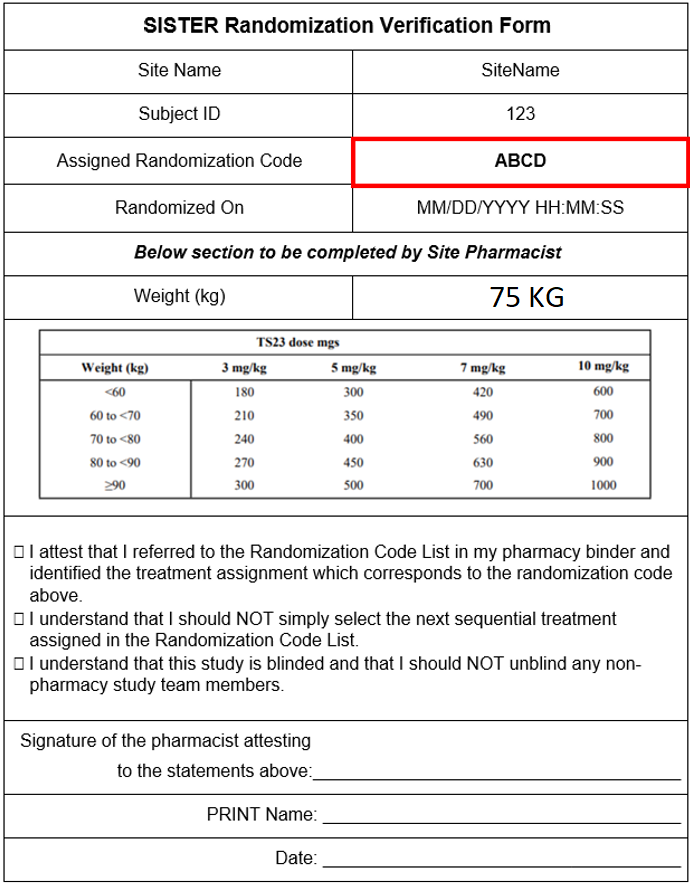 SISTER Randomization Verification Form
Site Name SiteName
Subject ID 123
Assigned Randomization Code ABCD
Randomized On MM/DD/YYYY HH:MM:SS
Below section to be completed by Site Pharmacist
Weight (kg) 75 KG
TS23 dose mgs
Weight (kg) 3 mg/kg 5 mg/kg 7 mg/kg 10 mg/kg
<60 180 300 420 600
60 to <70 210 350 490 700
70 to <80 240 400 560 800
80 to <90 270 450 630 900
≥90 300 500 700 1000
I attest that I referred to the Randomization Code List in my pharmacy binder and
identified the treatment assignment which corresponds to the randomization code
above.
I understand that I should NOT simply select the next sequential treatment
assigned in the Randomization Code List.
I understand that this study is blinded and that I should NOT unblind any non-
pharmacy study team members.
Signature of the pharmacist attesting
to the statements above:
PRINT Name:
Date: